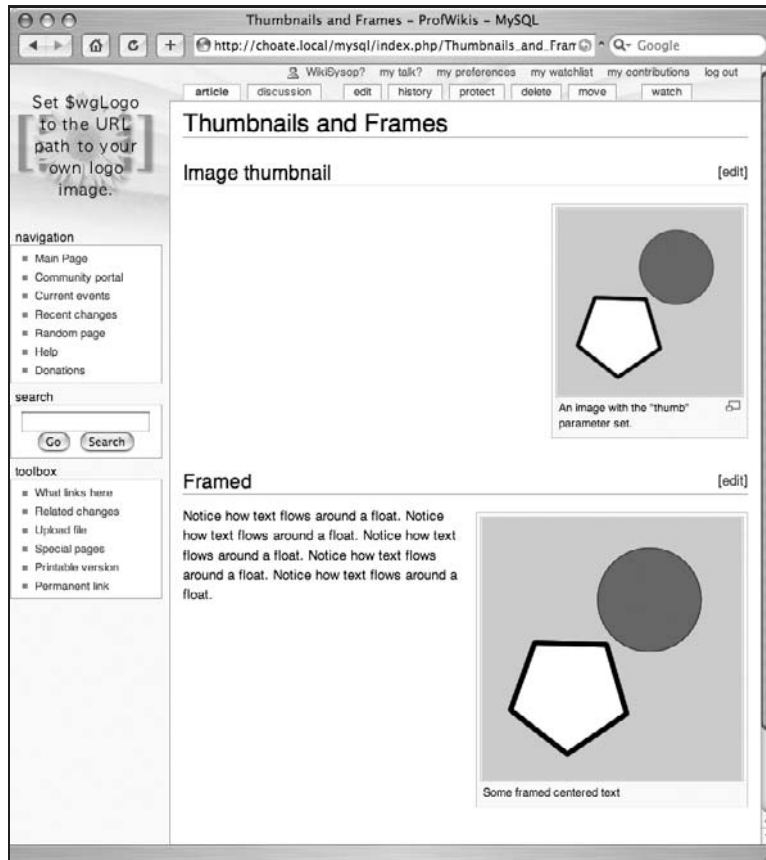 Thumbnails and Frames – ProfWikis – MySQL
http://choate.local/mysql/index.php/Thumbnails_and_Fram
Google
WikiSysop? my talk? my preferences my watchlist my contributions log out
article discussion edit history protect delete move watch
Set $wgLogo
to the URL
path to your
own logo
image.
Thumbnails and Frames
Image thumbnail [edit]
An image with the "thumb"
parameter set.
navigation
Main Page
Community portal
Current events
Recent changes
Random page
Help
Donations
search
Go Search
toolbox
What links here
Related changes
Upload file
Special pages
Printable version
Permanent link
Framed [edit]
Notice how text flows around a float. Notice
how text flows around a float. Notice how text
flows around a float. Notice how text flows
around a float. Notice how text flows around a
float.
Some framed centered text